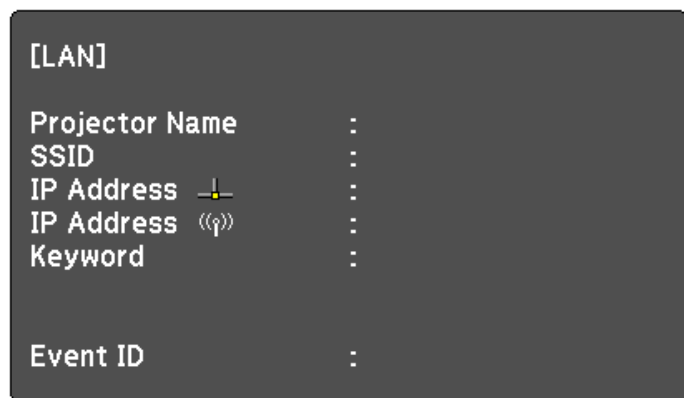 [LAN]
Projector Name :
SSID :
IP Address :
IP Address :
Keyword :
Event ID :